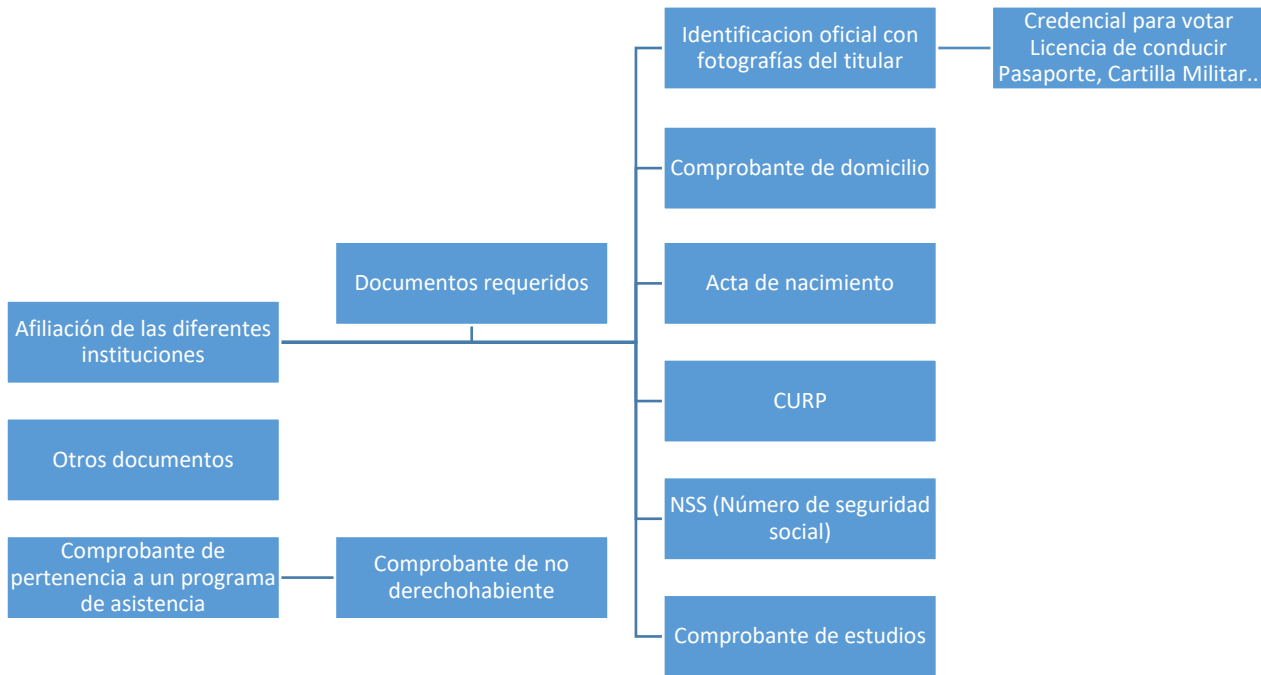 Afiliación de las diferentes
instituciones
Documentos requeridos
Identificacion oficial con
fotografías del titular
Credencial para votar
Licencia de conducir
Pasaporte, Cartilla Militar..
Comprobante de domicilio
Acta de nacimiento
CURP
NSS (Número de seguridad
social)
Comprobante de estudios
Otros documentos
Comprobante de
pertenencia a un programa
de asistencia
Comprobante de no
derechohabiente